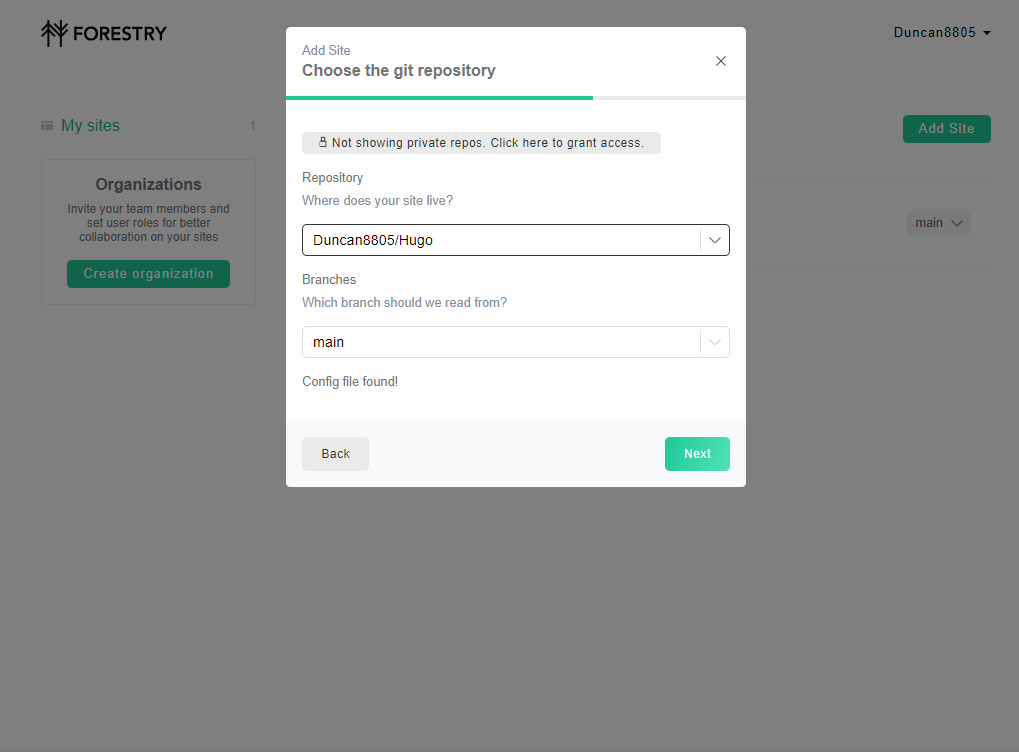 FORESTRY
Duncan8805
Add Site
Choose the git repository
My sites
1
Add Site
Organizations
Invite your team members and
set user roles for better
collaboration on your sites
Create organization
main
Not showing private repos. Click here to grant access.
Repository
Where does your site live?
Duncan8805/Hugo
Branches
Which branch should we read from?
main
Config file found!
Back
Next